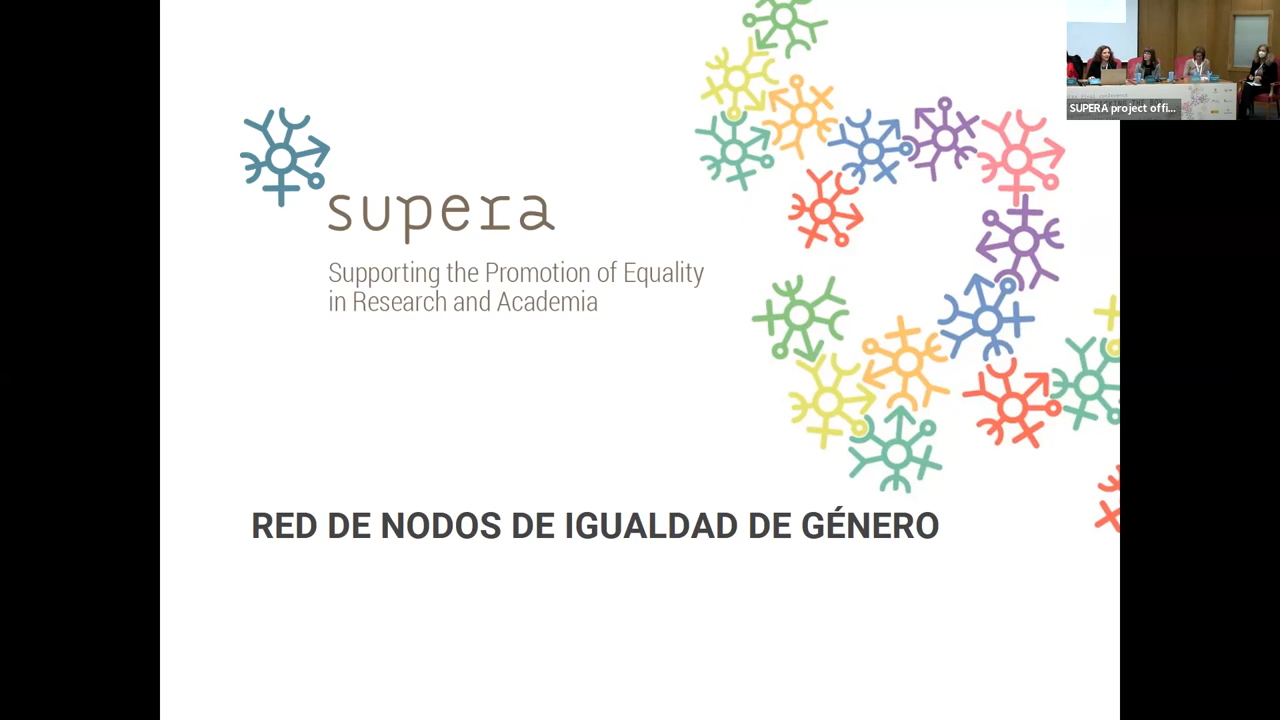 supera
Supporting the Promotion of Equality
in Research and Academia
RED DE NODOS DE IGUALDAD DE GÉNERO
SUPERA project offi...